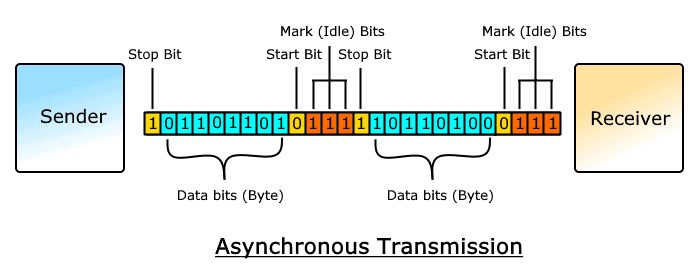 Mark (Idle) Bits Mark (Idle) Bits
Stop Bit Start Bit Stop Bit Start Bit
Sender 1 0 1 1 0 1 1 0 1 0 1 1 1 1 1 0 1 1 0 1 0 0 0 1 1 1 Receiver
Data bits (Byte) Data bits (Byte)
Asynchronous Transmission